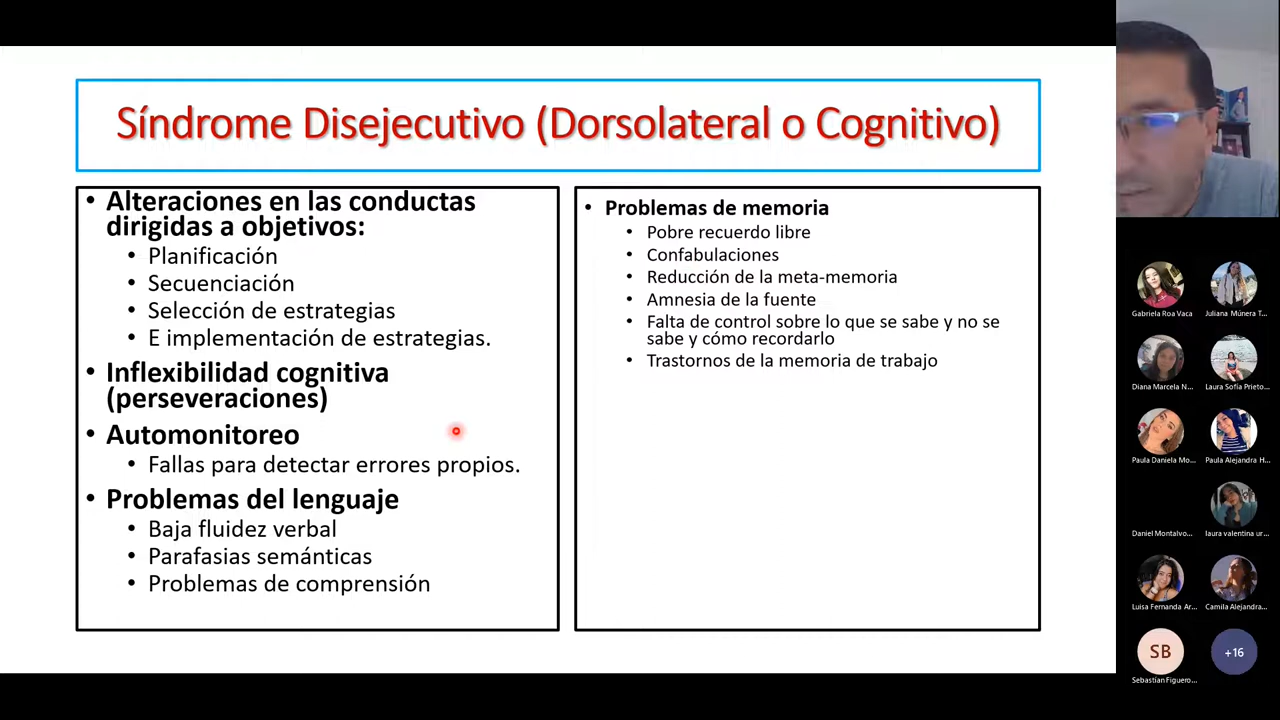 Síndrome Disejecutivo (Dorsolateral o Cognitivo)
• Alteraciones en las conductas
dirigidas a objetivos:
• Planificación
• Secuenciación
• Selección de estrategias
• E implementación de estrategias.
• Inflexibilidad cognitiva
(perseveraciones)
• Automonitoreo
• Fallas para detectar errores propios.
• Problemas del lenguaje
• Baja fluidez verbal
• Parafasias semánticas
• Problemas de comprensión
• Problemas de memoria
• Pobre recuerdo libre
• Confabulaciones
• Reducción de la meta-memoria
• Amnesia de la fuente
• Falta de control sobre lo que se sabe y no se
sabe y cómo recordarlo
• Trastornos de la memoria de trabajo
Gabriela Roa Vaca
Juliana Múnera T...
Diana Marcela N...
Laura Sofía Prieto...
Paula Daniela Mo...
Paula Alejandra H...
Daniel Montalvo...
laura valentina ur...
Luisa Fernanda Ar...
Camila Alejandra...
SB
Sebastían Figuero...
+16